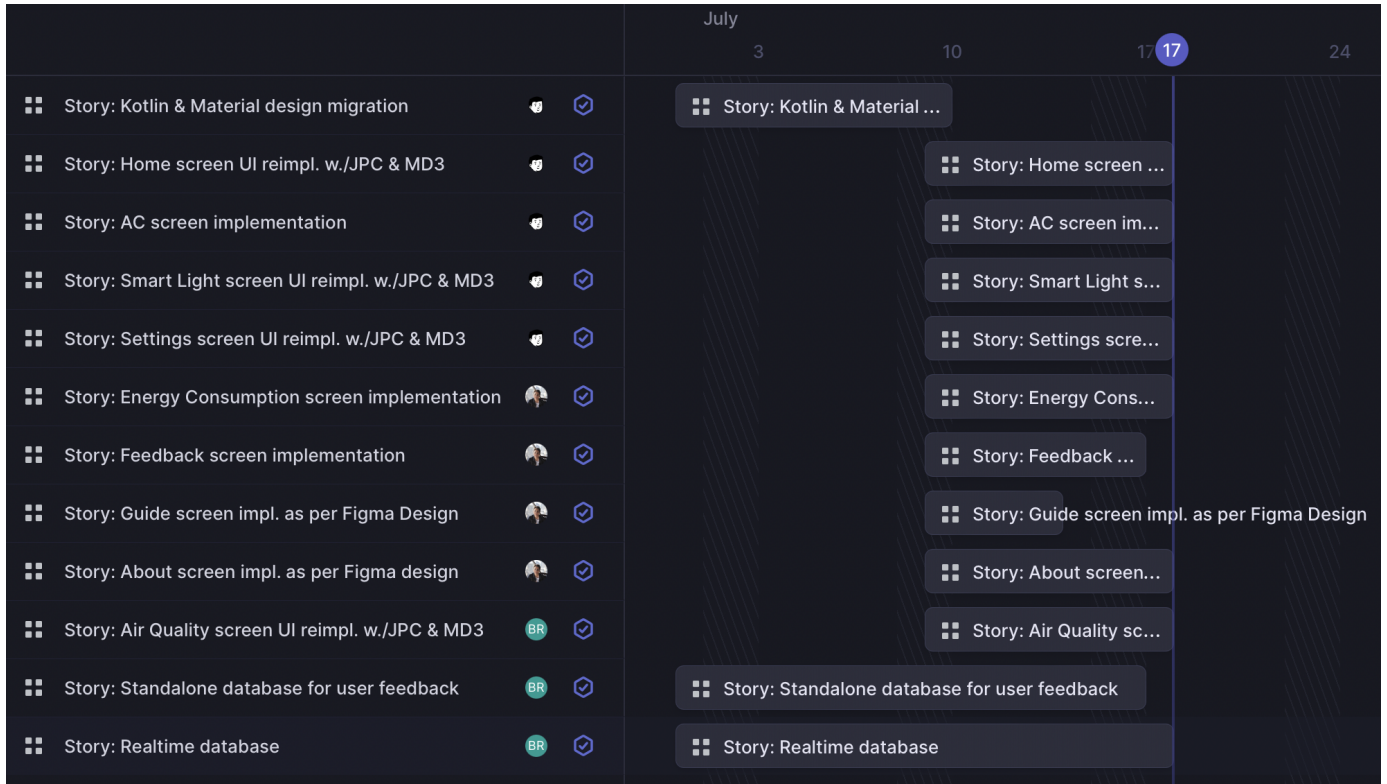 July
3 10 17 17 24
Story: Kotlin & Material design migration
Story: Kotlin & Material ...
Story: Home screen UI reimpl. w./JPC & MD3
Story: Home screen ...
Story: AC screen implementation
Story: AC screen im...
Story: Smart Light screen UI reimpl. w./JPC & MD3
Story: Smart Light s...
Story: Settings screen UI reimpl. w./JPC & MD3
Story: Settings scre...
Story: Energy Consumption screen implementation
Story: Energy Cons...
Story: Feedback screen implementation
Story: Feedback ...
Story: Guide screen impl. as per Figma Design
Story: Guide screen impl. as per Figma Design
Story: About screen impl. as per Figma design
Story: About screen...
Story: Air Quality screen UI reimpl. w./JPC & MD3 BR
Story: Air Quality sc...
Story: Standalone database for user feedback BR
Story: Standalone database for user feedback
Story: Realtime database BR
Story: Realtime database